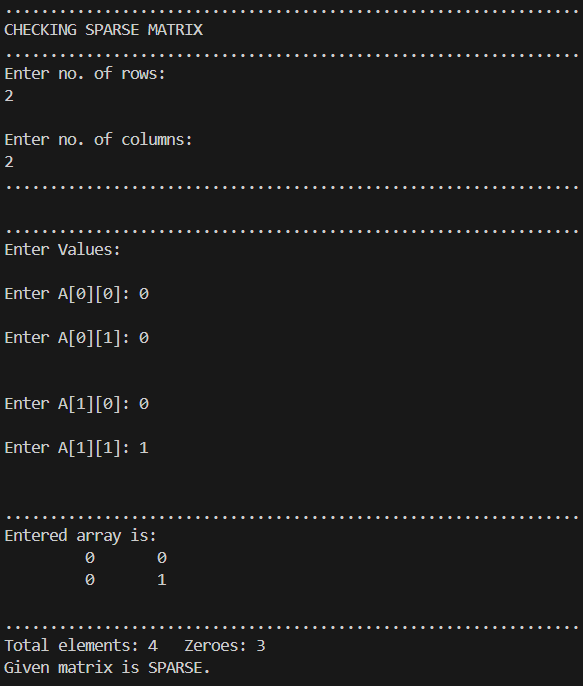 ................................................................
CHECKING SPARSE MATRIX
................................................................
Enter no. of rows:
2
Enter no. of columns:
2
................................................................
................................................................
Enter Values:
Enter A[0][0]: 0
Enter A[0][1]: 0
Enter A[1][0]: 0
Enter A[1][1]: 1
................................................................
Entered array is:
0 0
0 1
................................................................
Total elements: 4 Zeroes: 3
Given matrix is SPARSE.